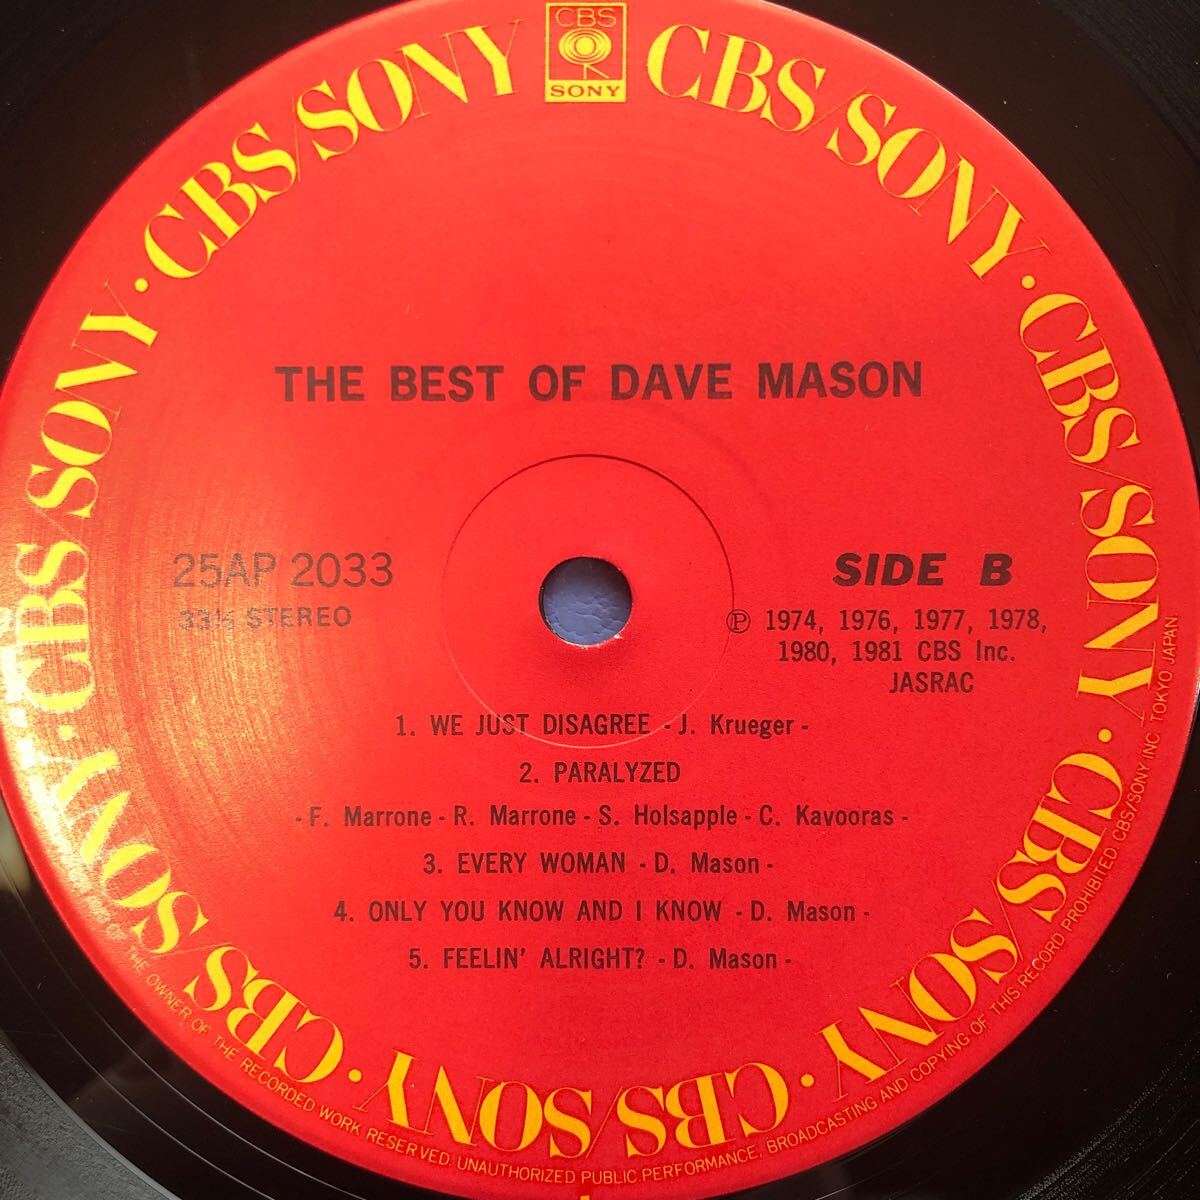 CBS
SONY
CBS/SONY · CBS/SONY · CBS/SONY · CBS/SONY · CBS/SONY · CBS/SONY · CBS/SONY · CBS/SONY
THE BEST OF DAVE MASON
25AP 2033
33⅓ STEREO
SIDE B
Ⓟ 1974, 1976, 1977, 1978,
1980, 1981 CBS Inc.
JASRAC
1. WE JUST DISAGREE - J. Krueger -
2. PARALYZED
- F. Marrone - R. Marrone - S. Holsapple - C. Kavooras -
3. EVERY WOMAN - D. Mason -
4. ONLY YOU KNOW AND I KNOW - D. Mason -
5. FEELIN' ALRIGHT? - D. Mason -
OF THE OWNER OF THE RECORDED WORK RESERVED. UNAUTHORIZED PUBLIC PERFORMANCE, BROADCASTING AND COPYING OF THIS RECORD PROHIBITED. CBS/SONY INC. TOKYO JAPAN